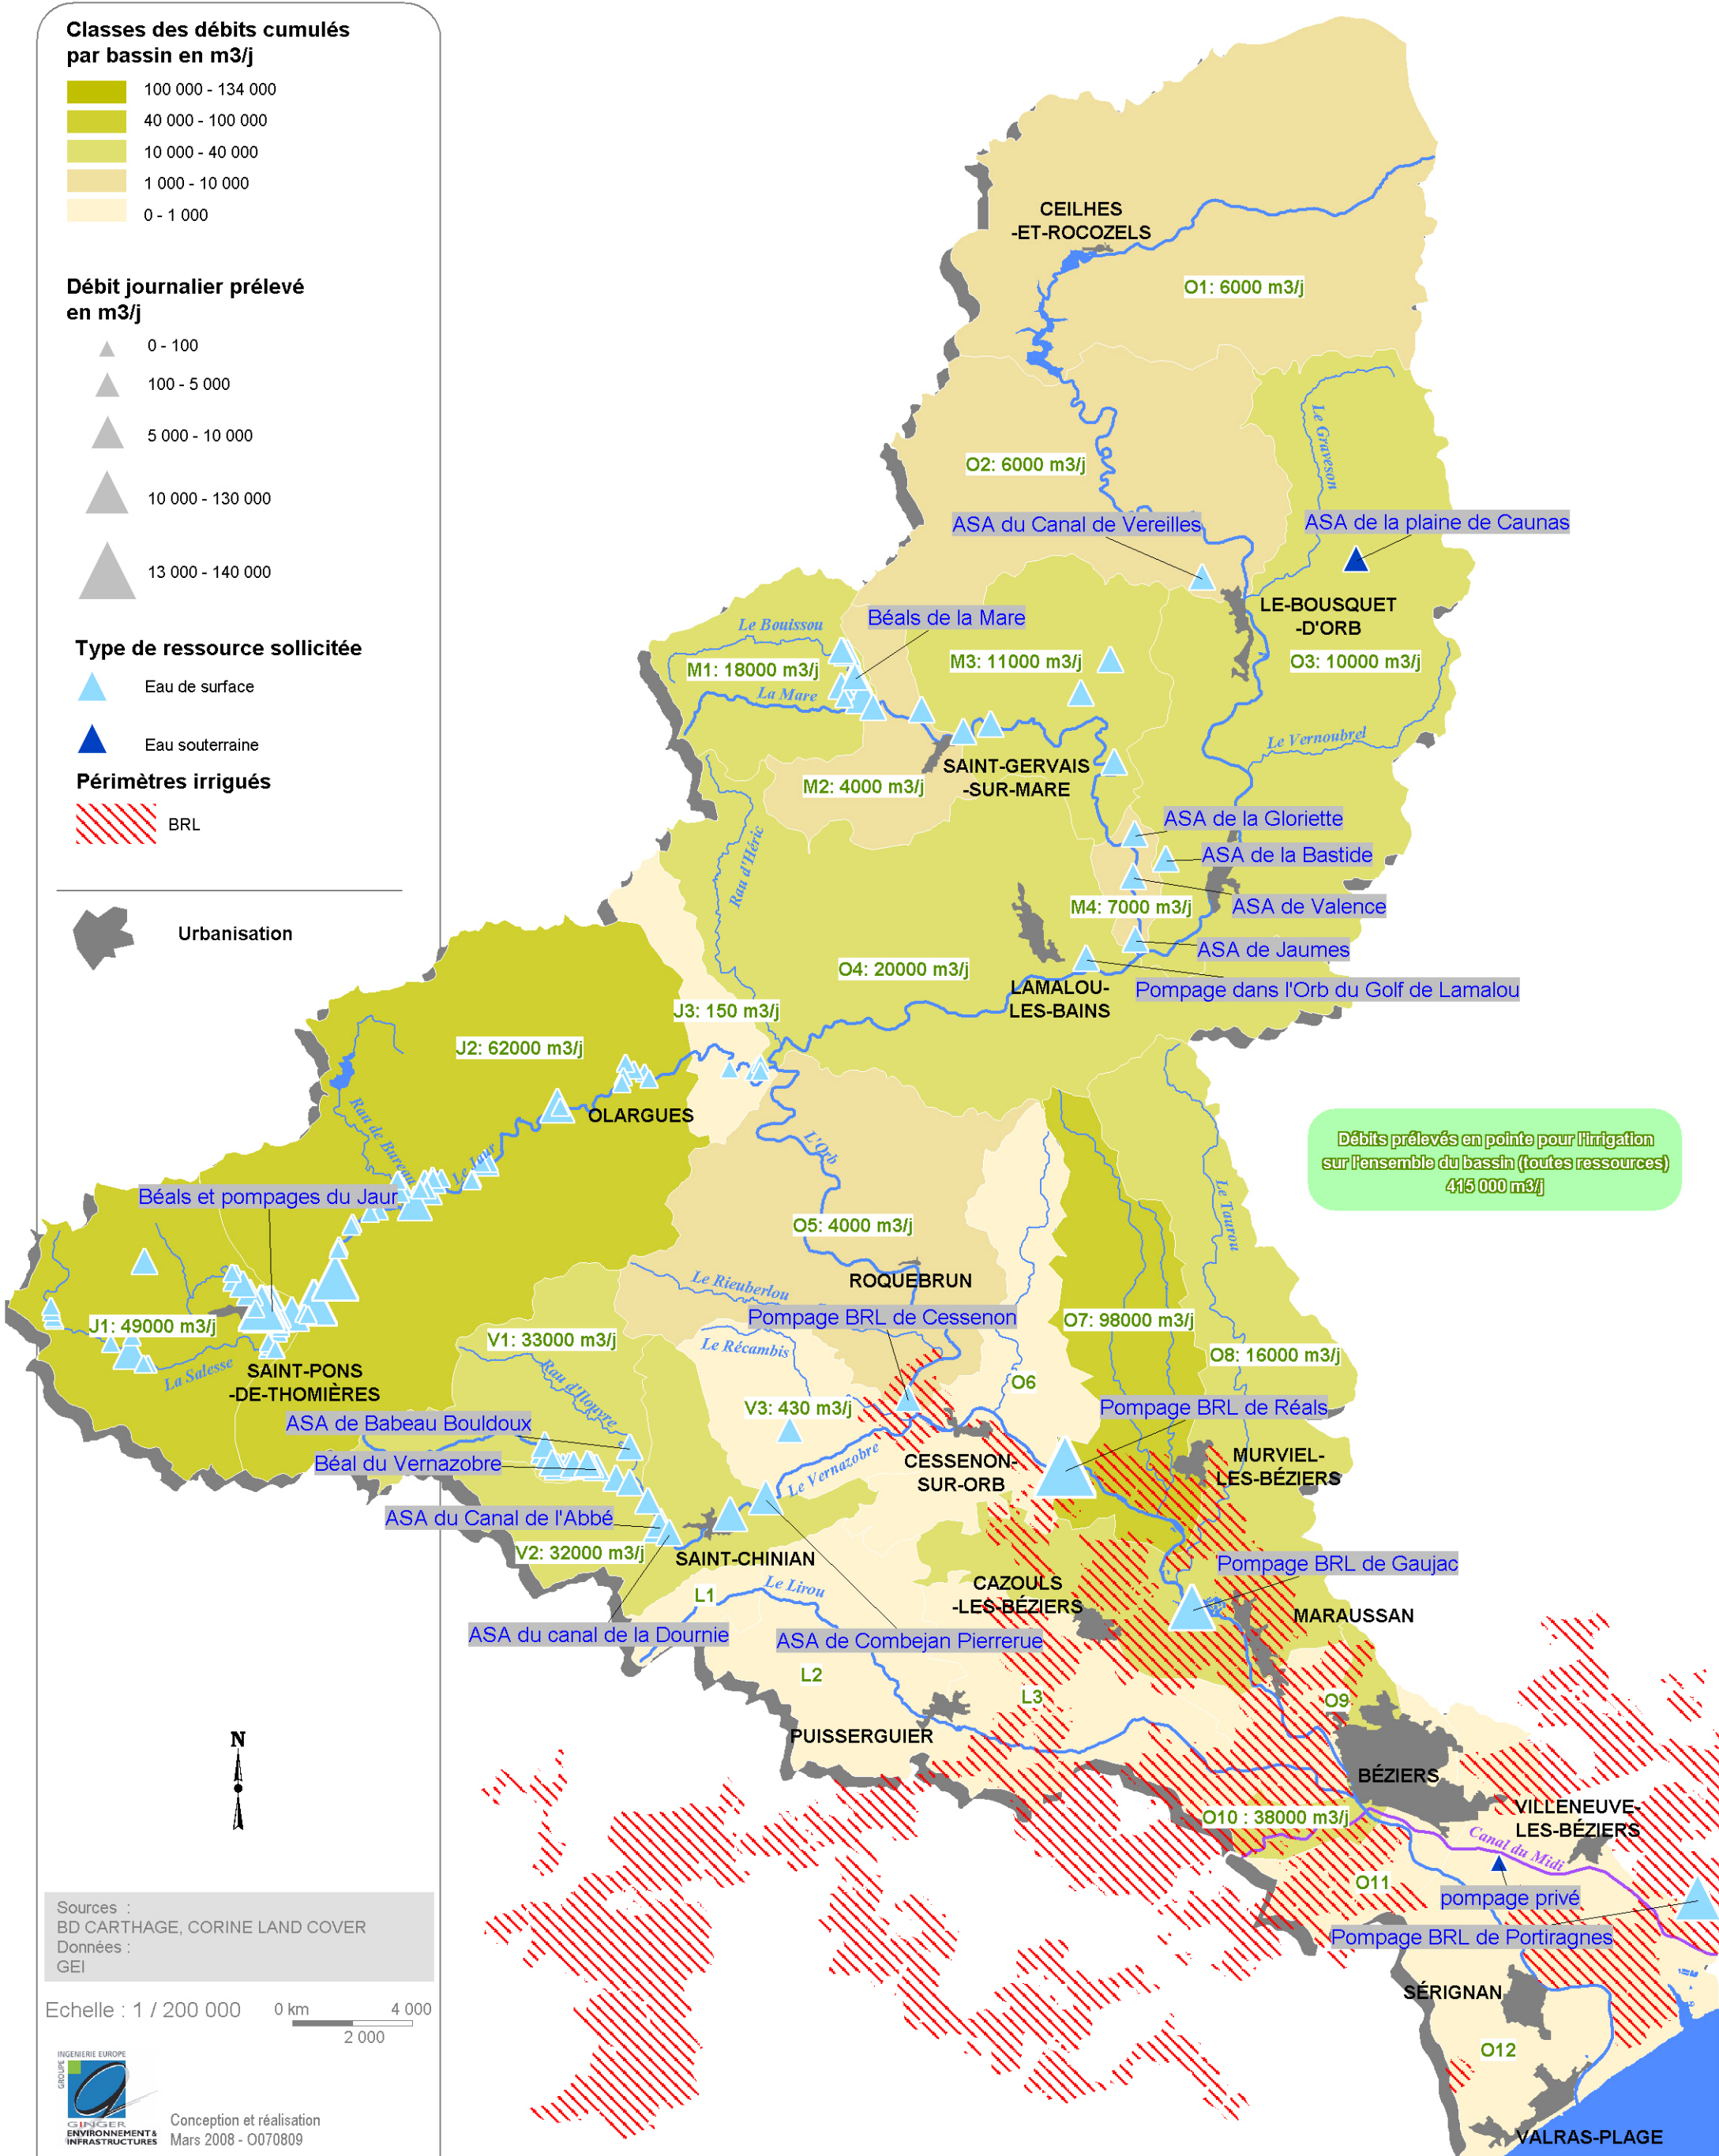 Classes des débits cumulés
par bassin en m3/j
100 000 - 134 000
40 000 - 100 000
10 000 - 40 000
1 000 - 10 000
0 - 1 000
Débit journalier prélevé
en m3/j
0 - 100
100 - 5 000
5 000 - 10 000
10 000 - 130 000
13 000 - 140 000
Type de ressource sollicitée
Eau de surface
Eau souterraine
Périmètres irrigués
BRL
Urbanisation
CEILHES
-ET-ROCOZELS
O1: 6000 m3/j
Le Graveson
O2: 6000 m3/j
ASA du Canal de Vereilles
ASA de la plaine de Caunas
LE-BOUSQUET
-D'ORB
Béals de la Mare
Le Bouissou
M1: 18000 m3/j
M3: 11000 m3/j
O3: 10000 m3/j
La Mare
Le Vernoubrel
SAINT-GERVAIS
-SUR-MARE
M2: 4000 m3/j
ASA de la Gloriette
Rau d'Héric
ASA de la Bastide
M4: 7000 m3/j
ASA de Valence
ASA de Jaumes
O4: 20000 m3/j
LAMALOU-
LES-BAINS
Pompage dans l'Orb du Golf de Lamalou
J3: 150 m3/j
J2: 62000 m3/j
OLARGUES
Rau de Bureau
Le Jaur
L'Orb
Débits prélevés en pointe pour l'irrigation
sur l'ensemble du bassin (toutes ressources)
415 000 m3/j
Béals et pompages du Jaur
Le Taurou
O5: 4000 m3/j
ROQUEBRUN
Le Rieuberlou
Pompage BRL de Cessenon
O7: 98000 m3/j
J1: 49000 m3/j
V1: 33000 m3/j
Le Récambis
O8: 16000 m3/j
La Salesse
SAINT-PONS
-DE-THOMIÈRES
Rau d'Ilouvre
O6
V3: 430 m3/j
Pompage BRL de Réals
ASA de Babeau Bouldoux
Béal du Vernazobre
Le Vernazobre
CESSENON-
SUR-ORB
MURVIEL-
LES-BÉZIERS
ASA du Canal de l'Abbé
V2: 32000 m3/j
SAINT-CHINIAN
Pompage BRL de Gaujac
L1
Le Lirou
CAZOULS
-LES-BÉZIERS
MARAUSSAN
ASA du canal de la Dournie
ASA de Combejan Pierrerue
L2
L3
O9
PUISSERGUIER
BÉZIERS
O10 : 38000 m3/j
VILLENEUVE-
LES-BÉZIERS
Canal du Midi
O11
pompage privé
Pompage BRL de Portiragnes
SÉRIGNAN
O12
VALRAS-PLAGE
N
Sources :
BD CARTHAGE, CORINE LAND COVER
Données :
GEI
Echelle : 1 / 200 000
0 km
4 000
2 000
INGENIERIE EUROPE
GROUPE
GINGER
ENVIRONNEMENT &
INFRASTRUCTURES
Conception et réalisation
Mars 2008 - O070809